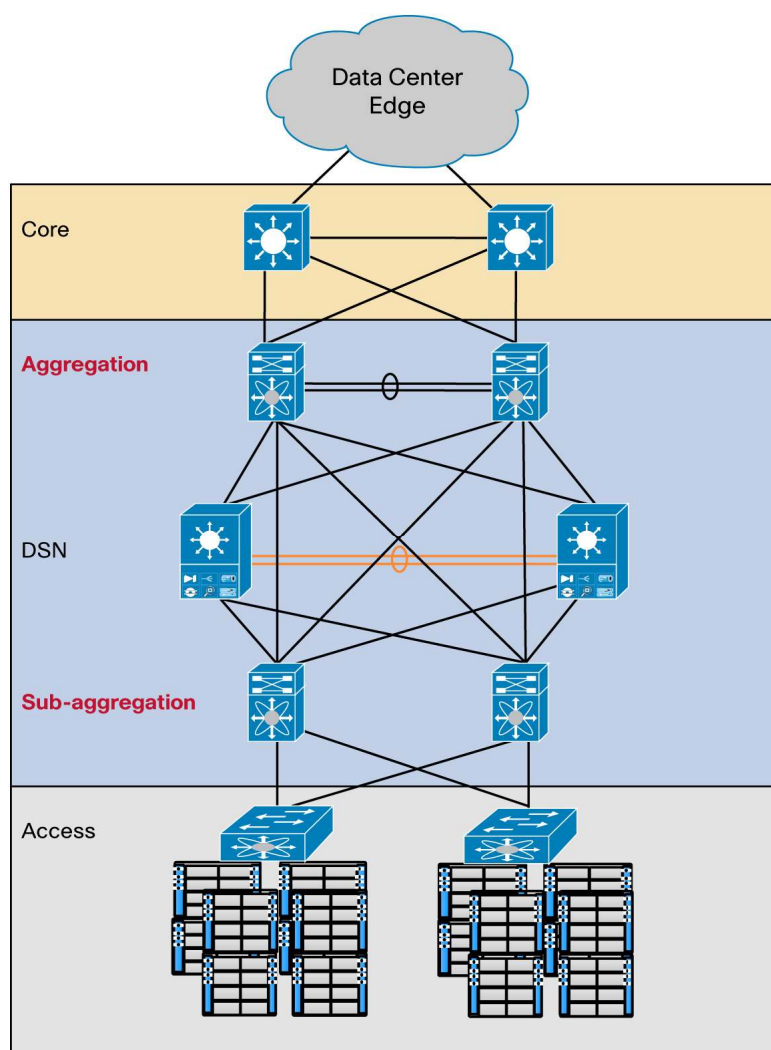 Data Center
Edge
Core
Aggregation
DSN
Sub-aggregation
Access